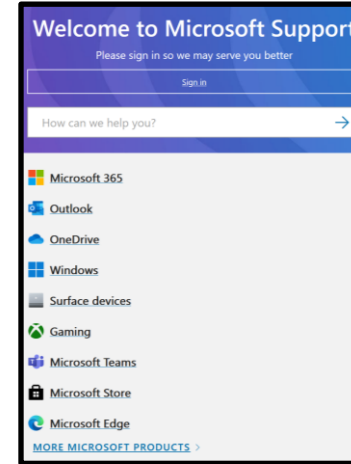 Welcome to Microsoft Support
Please sign in so we may serve you better
Sign in
How can we help you?
Microsoft 365
Outlook
OneDrive
Windows
Surface devices
Gaming
Microsoft Teams
Microsoft Store
Microsoft Edge
MORE MICROSOFT PRODUCTS >